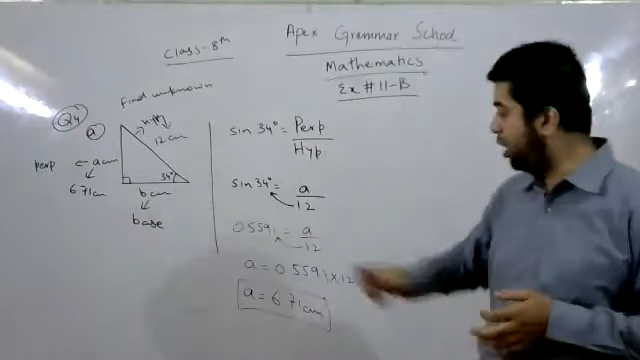 Class-8th
Apex Grammar School
Mathematics
Ex # 11-B
Find unknown
Q4
a
Hyp
12 cm
Perp
a cm
6.71cm
34°
b cm
base
sin 34° = Perp
Hyp
sin 34° = a
12
0.5591 = a
12
a = 0.5591 x 12
a = 6.71cm